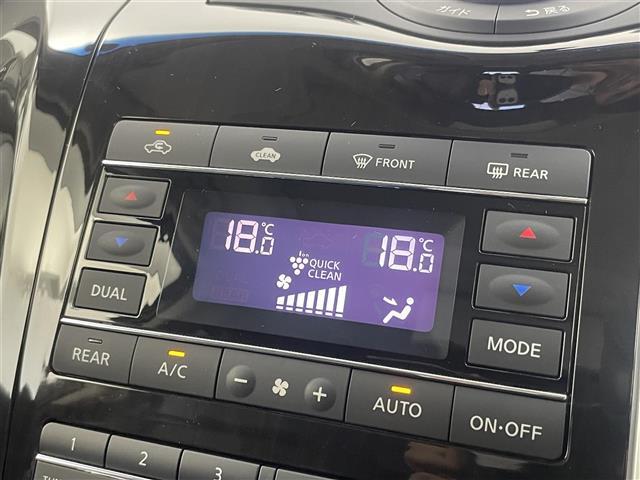 ガイド
戻る
CLEAN
FRONT
REAR
18.0 °C
18.0 °C
Ion
QUICK
CLEAN
DUAL
MODE
REAR
A/C
AUTO
ON·OFF
1
2
3